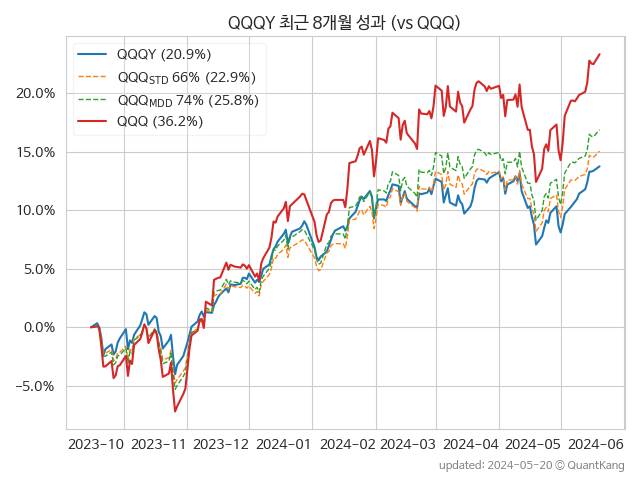 QQQY 최근 8개월 성과 (vs QQQ)
QQQY (20.9%)
QQQSTD 66% (22.9%)
QQQMDD 74% (25.8%)
QQQ (36.2%)
20.0%
15.0%
10.0%
5.0%
0.0%
−5.0%
2023-10 2023-11 2023-12 2024-01 2024-02 2024-03 2024-04 2024-05 2024-06
updated: 2024-05-20 © QuantKang